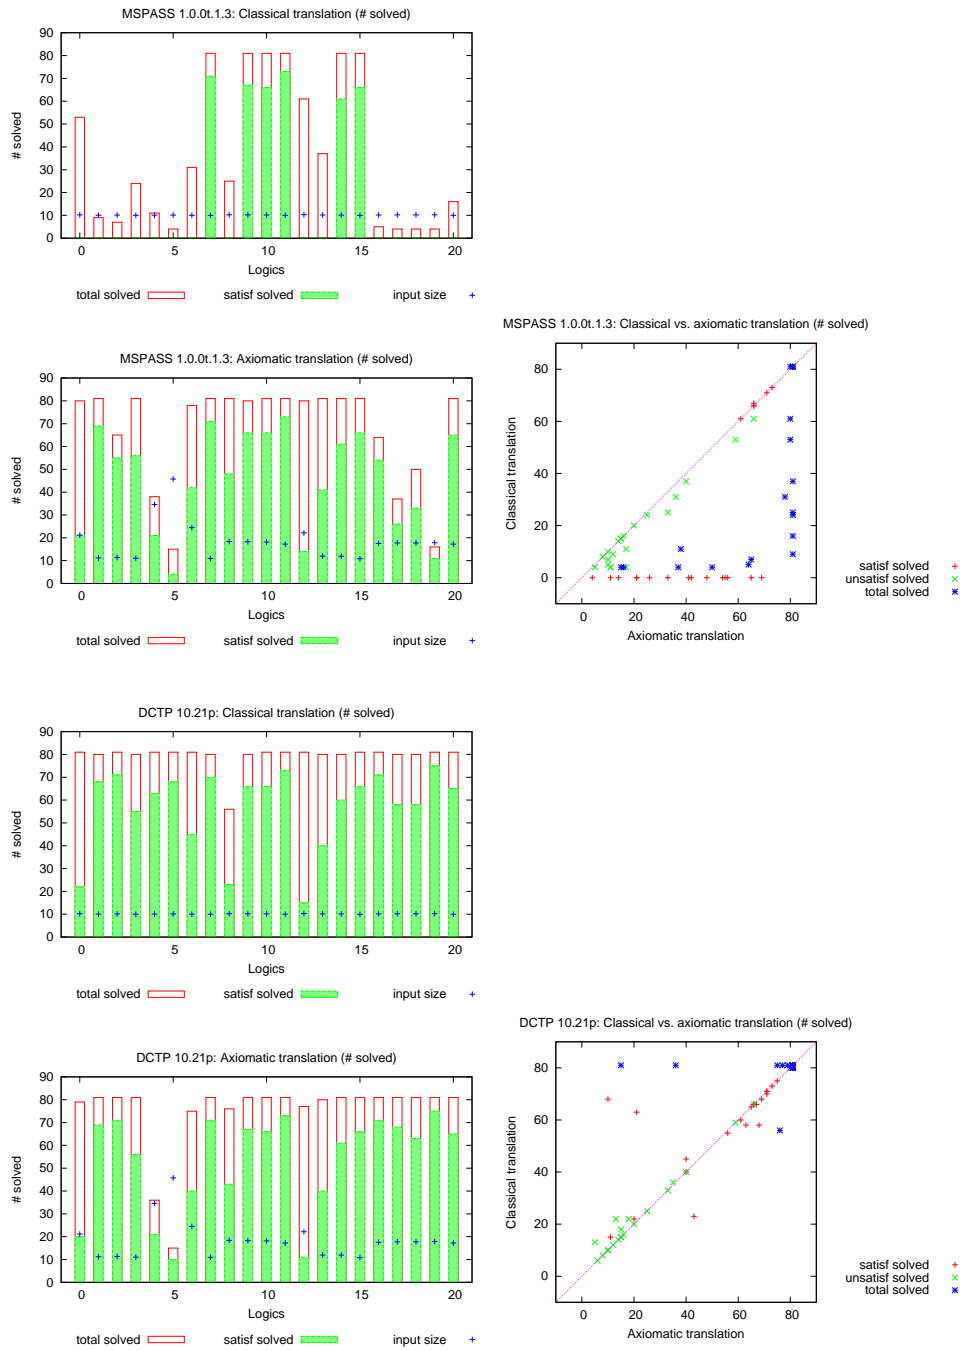 MSPASS 1.0.0t.1.3: Classical translation (# solved)
90
80
70
60
50
40
30
20
10
0
# solved
0 5 10 15 20
Logics
total solved satisf solved input size
MSPASS 1.0.0t.1.3: Axiomatic translation (# solved)
90
80
70
60
50
40
30
20
10
0
# solved
0 5 10 15 20
Logics
total solved satisf solved input size
MSPASS 1.0.0t.1.3: Classical vs. axiomatic translation (# solved)
80
60
40
20
0
Classical translation
0 20 40 60 80
Axiomatic translation
satisf solved
unsatisf solved
total solved
DCTP 10.21p: Classical translation (# solved)
90
80
70
60
50
40
30
20
10
0
# solved
0 5 10 15 20
Logics
total solved satisf solved input size
DCTP 10.21p: Axiomatic translation (# solved)
90
80
70
60
50
40
30
20
10
0
# solved
0 5 10 15 20
Logics
total solved satisf solved input size
DCTP 10.21p: Classical vs. axiomatic translation (# solved)
80
60
40
20
0
Classical translation
0 20 40 60 80
Axiomatic translation
satisf solved
unsatisf solved
total solved